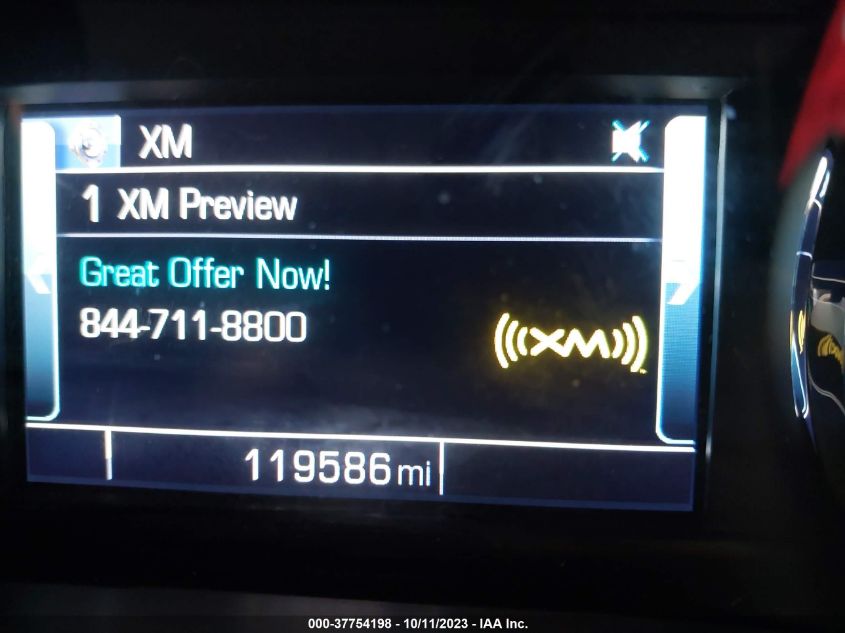 XM
1 XM Preview
Great Offer Now!
844-711-8800
((XM))
119586 mi
000-37754198 - 10/11/2023 - IAA Inc.